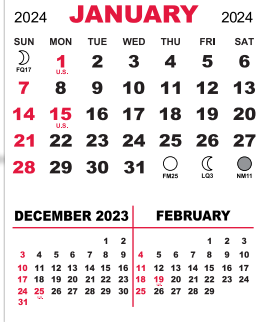 2024 JANUARY 2024
SUN MON TUE WED THU FRI SAT
FQ17 1 2 3 4 5 6
U.S.
7 8 9 10 11 12 13
14 15 16 17 18 19 20
U.S.
21 22 23 24 25 26 27
28 29 30 31 FM25 LQ3 NM11
DECEMBER 2023 FEBRUARY
1 2 1 2 3
3 4 5 6 7 8 9 4 5 6 7 8 9 10
10 11 12 13 14 15 16 11 12 13 14 15 16 17
17 18 19 20 21 22 23 18 19 20 21 22 23 24
24 25 26 27 28 29 30 25 26 27 28 29
31